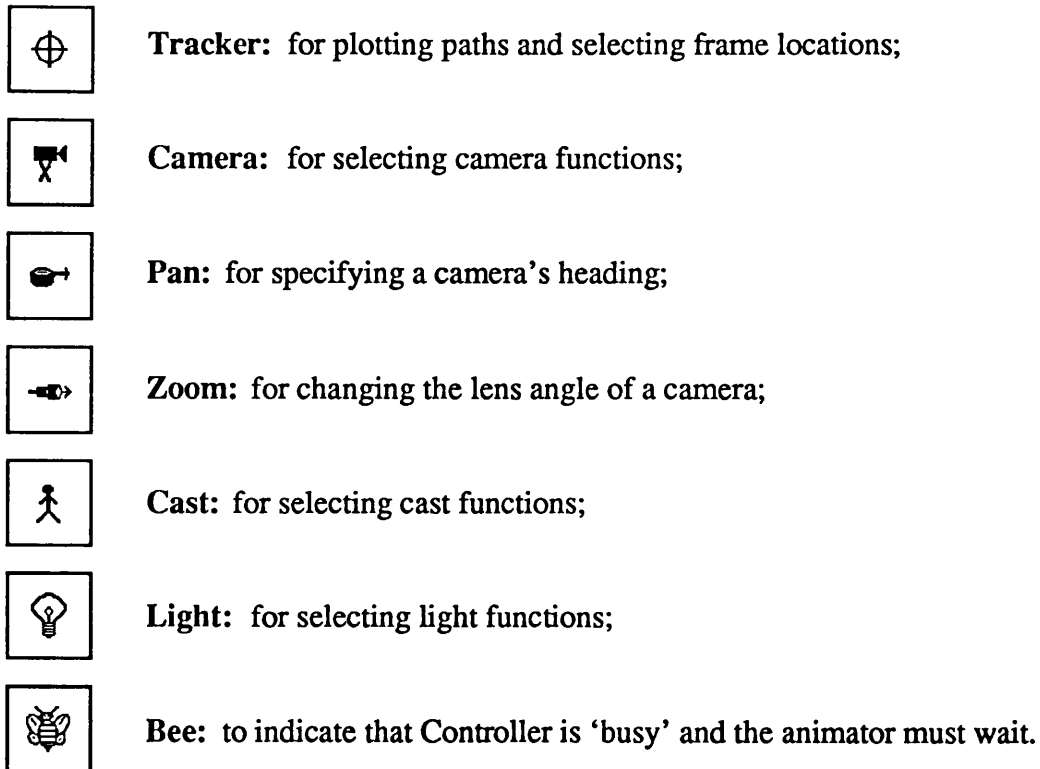 Tracker: for plotting paths and selecting frame locations;
Camera: for selecting camera functions;
Pan: for specifying a camera's heading;
Zoom: for changing the lens angle of a camera;
Cast: for selecting cast functions;
Light: for selecting light functions;
Bee: to indicate that Controller is ‘busy’ and the animator must wait.